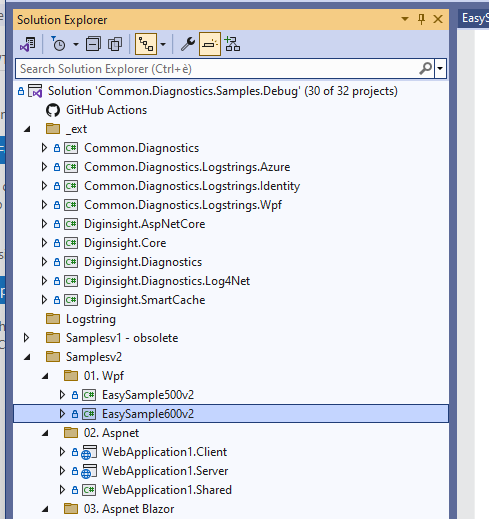 Solution Explorer
EasyS
Search Solution Explorer (Ctrl+è)
Solution 'Common.Diagnostics.Samples.Debug' (30 of 32 projects)
GitHub Actions
_ext
C# Common.Diagnostics
C# Common.Diagnostics.Logstrings.Azure
C# Common.Diagnostics.Logstrings.Identity
C# Common.Diagnostics.Logstrings.Wpf
C# Diginsight.AspNetCore
C# Diginsight.Core
C# Diginsight.Diagnostics
C# Diginsight.Diagnostics.Log4Net
C# Diginsight.SmartCache
Logstring
Samplesv1 - obsolete
Samplesv2
01. Wpf
C# EasySample500v2
C# EasySample600v2
02. Aspnet
WebApplication1.Client
WebApplication1.Server
C# WebApplication1.Shared
03. Aspnet Blazor